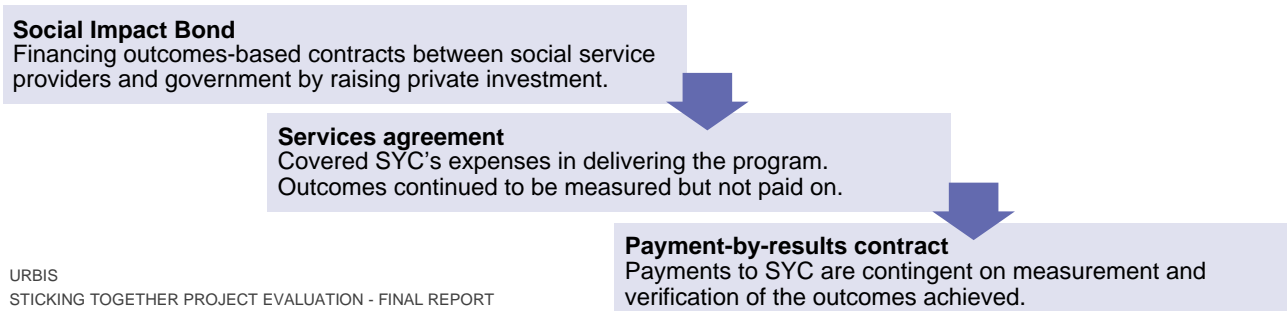 Social Impact Bond
Financing outcomes-based contracts between social service
providers and government by raising private investment.
Services agreement
Covered SYC’s expenses in delivering the program.
Outcomes continued to be measured but not paid on.
Payment-by-results contract
Payments to SYC are contingent on measurement and
verification of the outcomes achieved.
URBIS
STICKING TOGETHER PROJECT EVALUATION - FINAL REPORT